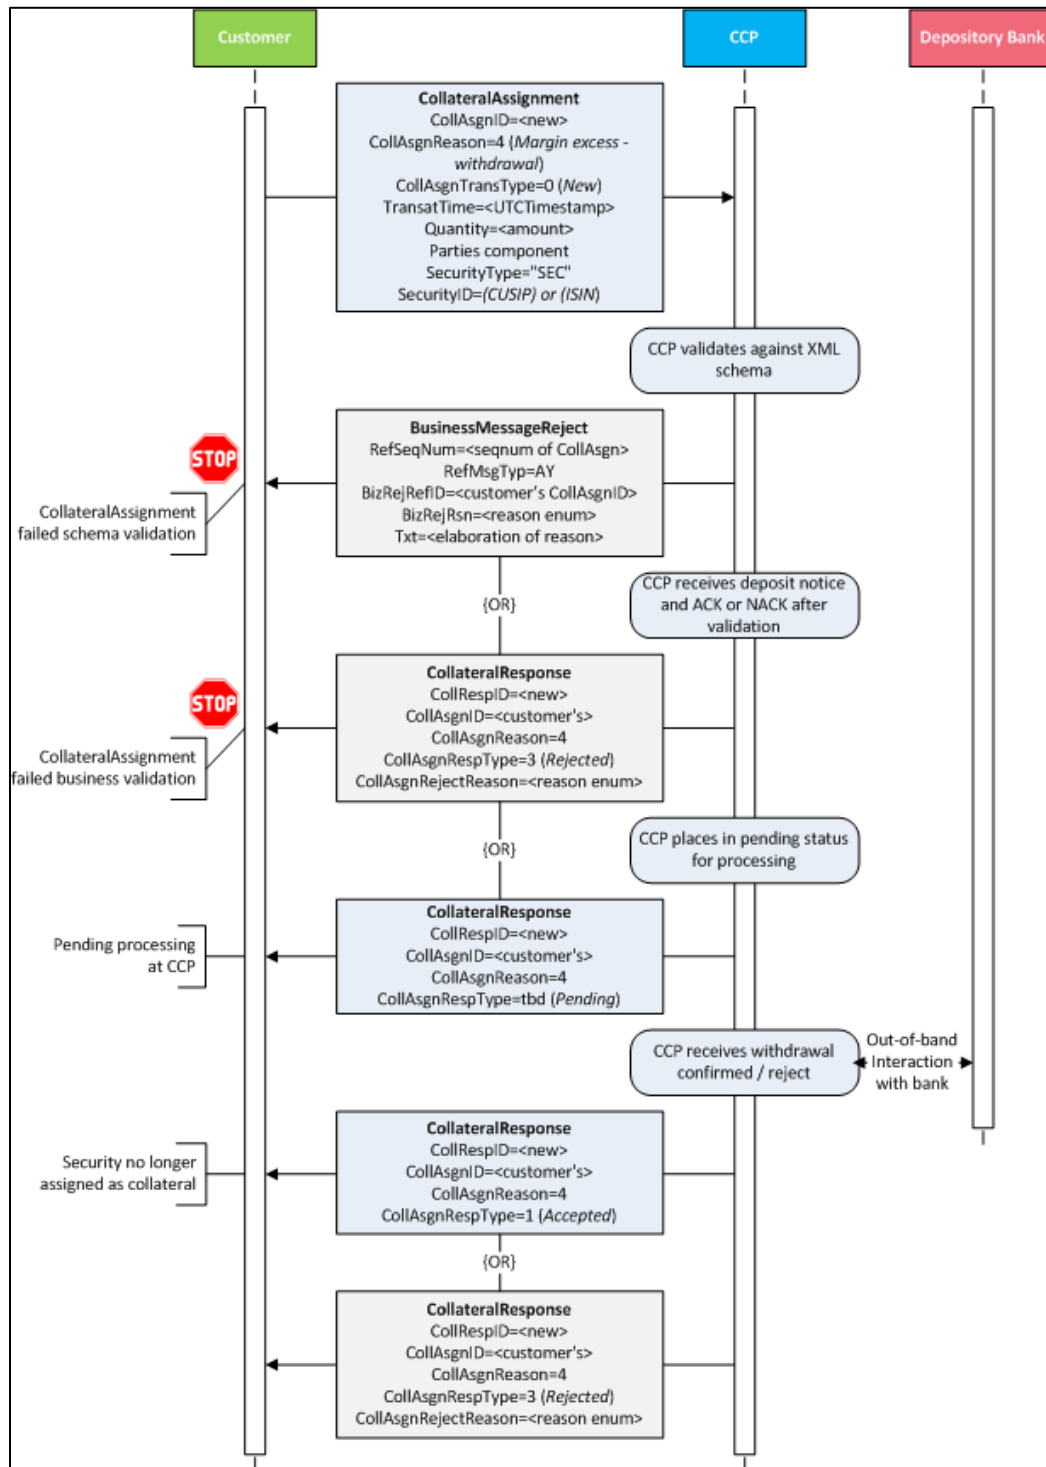 Customer
CCP
Depository Bank
CollateralAssignment
CollAsgnID=<new>
CollAsgnReason=4 (Margin excess -
withdrawal)
CollAsgnTransType=0 (New)
TransatTime=<UTCTimestamp>
Quantity=<amount>
Parties component
SecurityType="SEC"
SecurityID=(CUSIP) or (ISIN)
CCP validates against XML
schema
BusinessMessageReject
RefSeqNum=<seqnum of CollAsgn>
RefMsgTyp=AY
BizRejRefID=<customer's CollAsgnID>
BizRejRsn=<reason enum>
Txt=<elaboration of reason>
STOP
CollateralAssignment
failed schema validation
{OR}
CCP receives deposit notice
and ACK or NACK after
validation
CollateralResponse
CollRespID=<new>
CollAsgnID=<customer's>
CollAsgnReason=4
CollAsgnRespType=3 (Rejected)
CollAsgnRejectReason=<reason enum>
STOP
CollateralAssignment
failed business validation
{OR}
CCP places in pending status
for processing
CollateralResponse
CollRespID=<new>
CollAsgnID=<customer's>
CollAsgnReason=4
CollAsgnRespType=tbd (Pending)
Pending processing
at CCP
CCP receives withdrawal
confirmed / reject
Out-of-band
Interaction
with bank
CollateralResponse
CollRespID=<new>
CollAsgnID=<customer's>
CollAsgnReason=4
CollAsgnRespType=1 (Accepted)
Security no longer
assigned as collateral
{OR}
CollateralResponse
CollRespID=<new>
CollAsgnID=<customer's>
CollAsgnReason=4
CollAsgnRespType=3 (Rejected)
CollAsgnRejectReason=<reason enum>